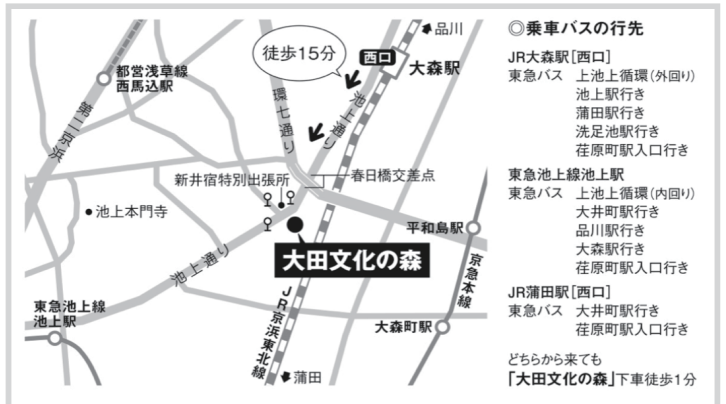 品川
徒歩15分
西口
大森駅
都営浅草線
西馬込駅
第二京浜
環七通り
池上通り
新井宿特別出張所
春日橋交差点
池上本門寺
平和島駅
大田文化の森
池上通り
京急本線
東急池上線
池上駅
JR京浜東北線
大森町駅
蒲田
◎乗車バスの行先
JR大森駅[西口]
東急バス 上池上循環(外回り)
池上駅行き
蒲田駅行き
洗足池駅行き
荏原町駅入口行き
東急池上線池上駅
東急バス 上池上循環(内回り)
大井町駅行き
品川駅行き
大森駅行き
荏原町駅入口行き
JR蒲田駅[西口]
東急バス 大井町駅行き
荏原町駅入口行き
どちらから来ても
「大田文化の森」下車徒歩1分